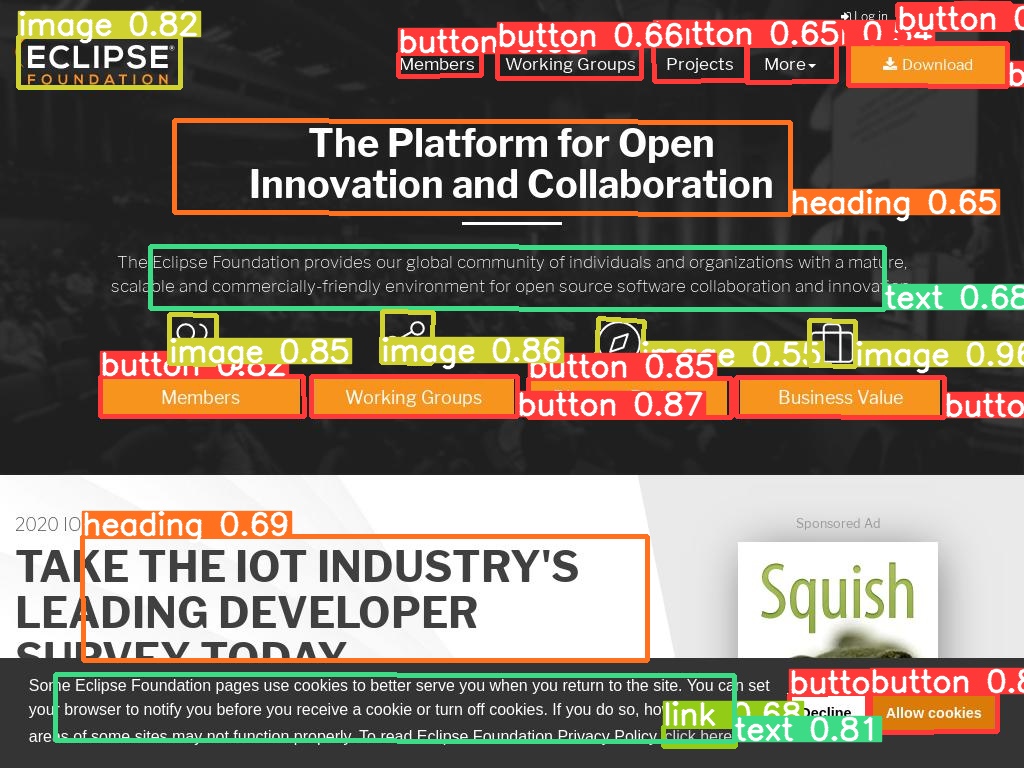 image 0.82
Log in
button 0
ECLIPSE
FOUNDATION
button
button 0.66
tton 0.65
0.54
Members
Working Groups
Projects
More
Download
b
The Platform for Open
Innovation and Collaboration
heading 0.65
The Eclipse Foundation provides our global community of individuals and organizations with a mature,
scalable and commercially-friendly environment for open source software collaboration and innovation.
text 0.68
image 0.85
image 0.86
image 0.55
image 0.96
button 0.82
button 0.85
Members
Working Groups
button 0.87
Business Value
butto
2020 IO
heading 0.69
Sponsored Ad
TAKE THE IOT INDUSTRY'S
LEADING DEVELOPER
SURVEY TODAY
Squish
Some Eclipse Foundation pages use cookies to better serve you when you return to the site. You can set
your browser to notify you before you receive a cookie or turn off cookies. If you do so, ho
areas of some sites may not function properly. To read Eclipse Foundation Privacy Policy click here
link 0.68
text 0.81
butto
button 0.8
Decline
Allow cookies